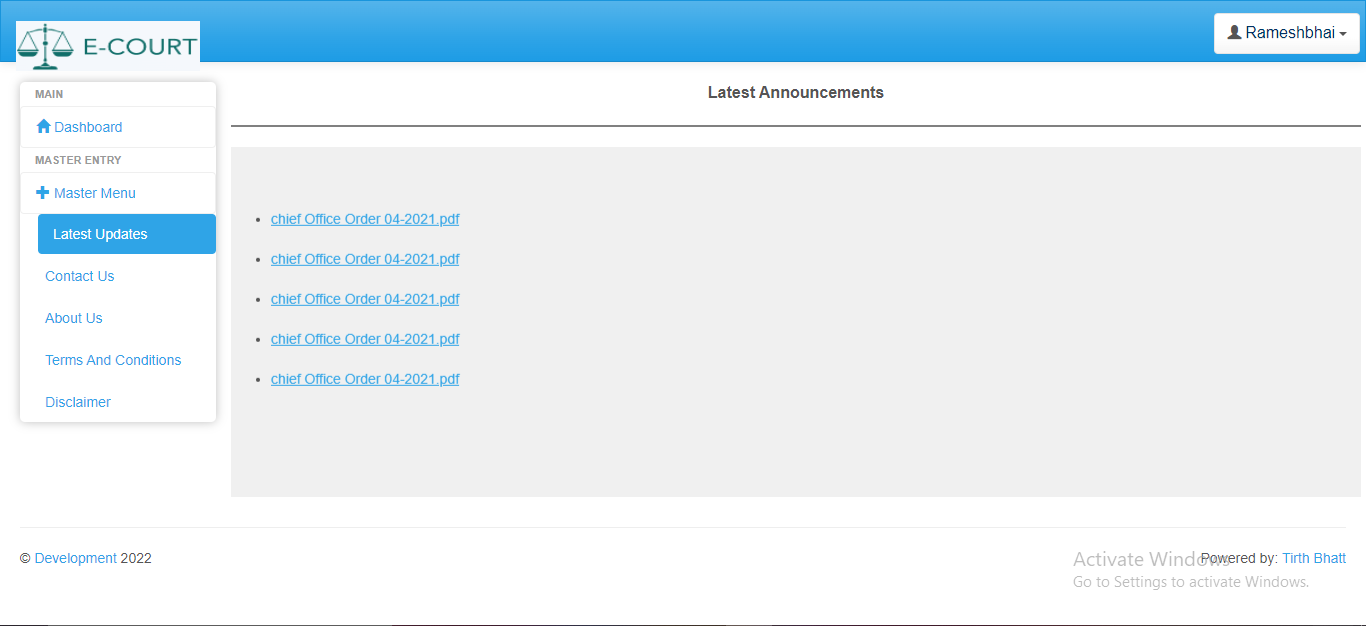 E-COURT
Rameshbhai
MAIN
Dashboard
MASTER ENTRY
Master Menu
Latest Updates
Contact Us
About Us
Terms And Conditions
Disclaimer
Latest Announcements
chief Office Order 04-2021.pdf
chief Office Order 04-2021.pdf
chief Office Order 04-2021.pdf
chief Office Order 04-2021.pdf
chief Office Order 04-2021.pdf
© Development 2022
Powered by: Tirth Bhatt
Activate Windows
Go to Settings to activate Windows.